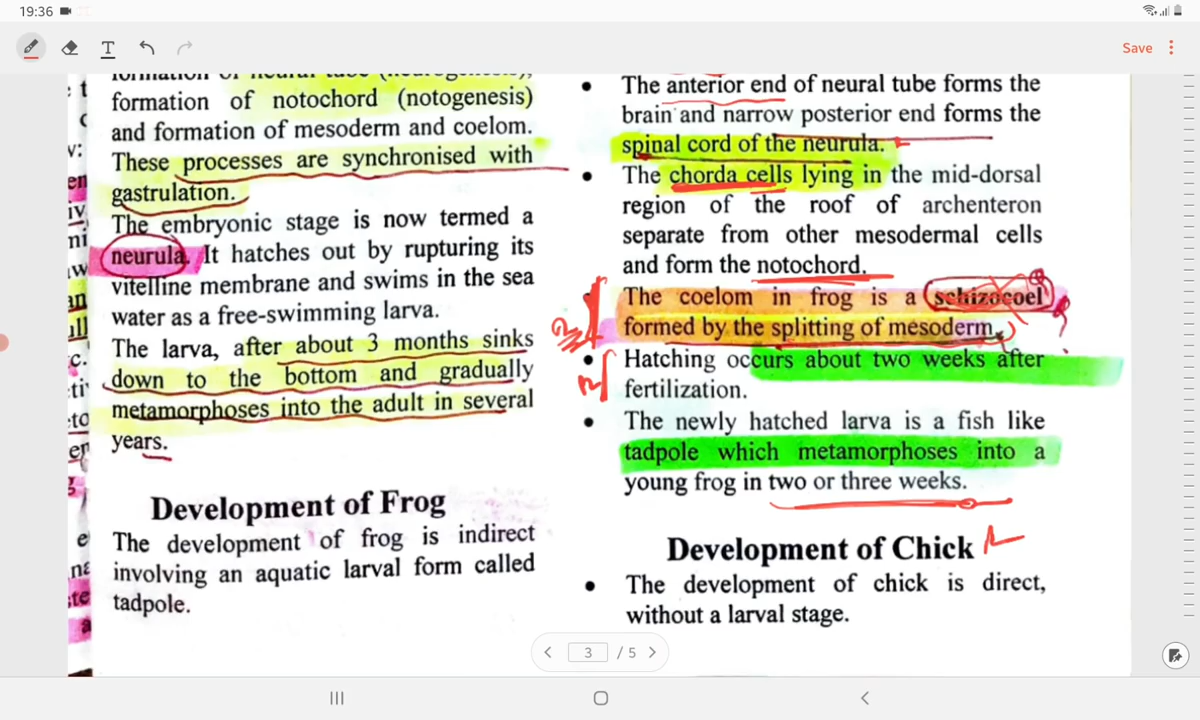 19:36
T
Save
formation of neural tube (neurogenesis),
formation of notochord (notogenesis)
and formation of mesoderm and coelom.
These processes are synchronised with
gastrulation.
The embryonic stage is now termed a
neurula. It hatches out by rupturing its
vitelline membrane and swims in the sea
water as a free-swimming larva.
The larva, after about 3 months sinks
down to the bottom and gradually
metamorphoses into the adult in several
years.
Development of Frog
The development of frog is indirect
involving an aquatic larval form called
tadpole.
• The anterior end of neural tube forms the
brain and narrow posterior end forms the
spinal cord of the neurula.
• The chorda cells lying in the mid-dorsal
region of the roof of archenteron
separate from other mesodermal cells
and form the notochord.
The coelom in frog is a schizocoel
formed by the splitting of mesoderm.
• Hatching occurs about two weeks after
fertilization.
• The newly hatched larva is a fish like
tadpole which metamorphoses into a
young frog in two or three weeks.
Development of Chick
• The development of chick is direct,
without a larval stage.
3 / 5